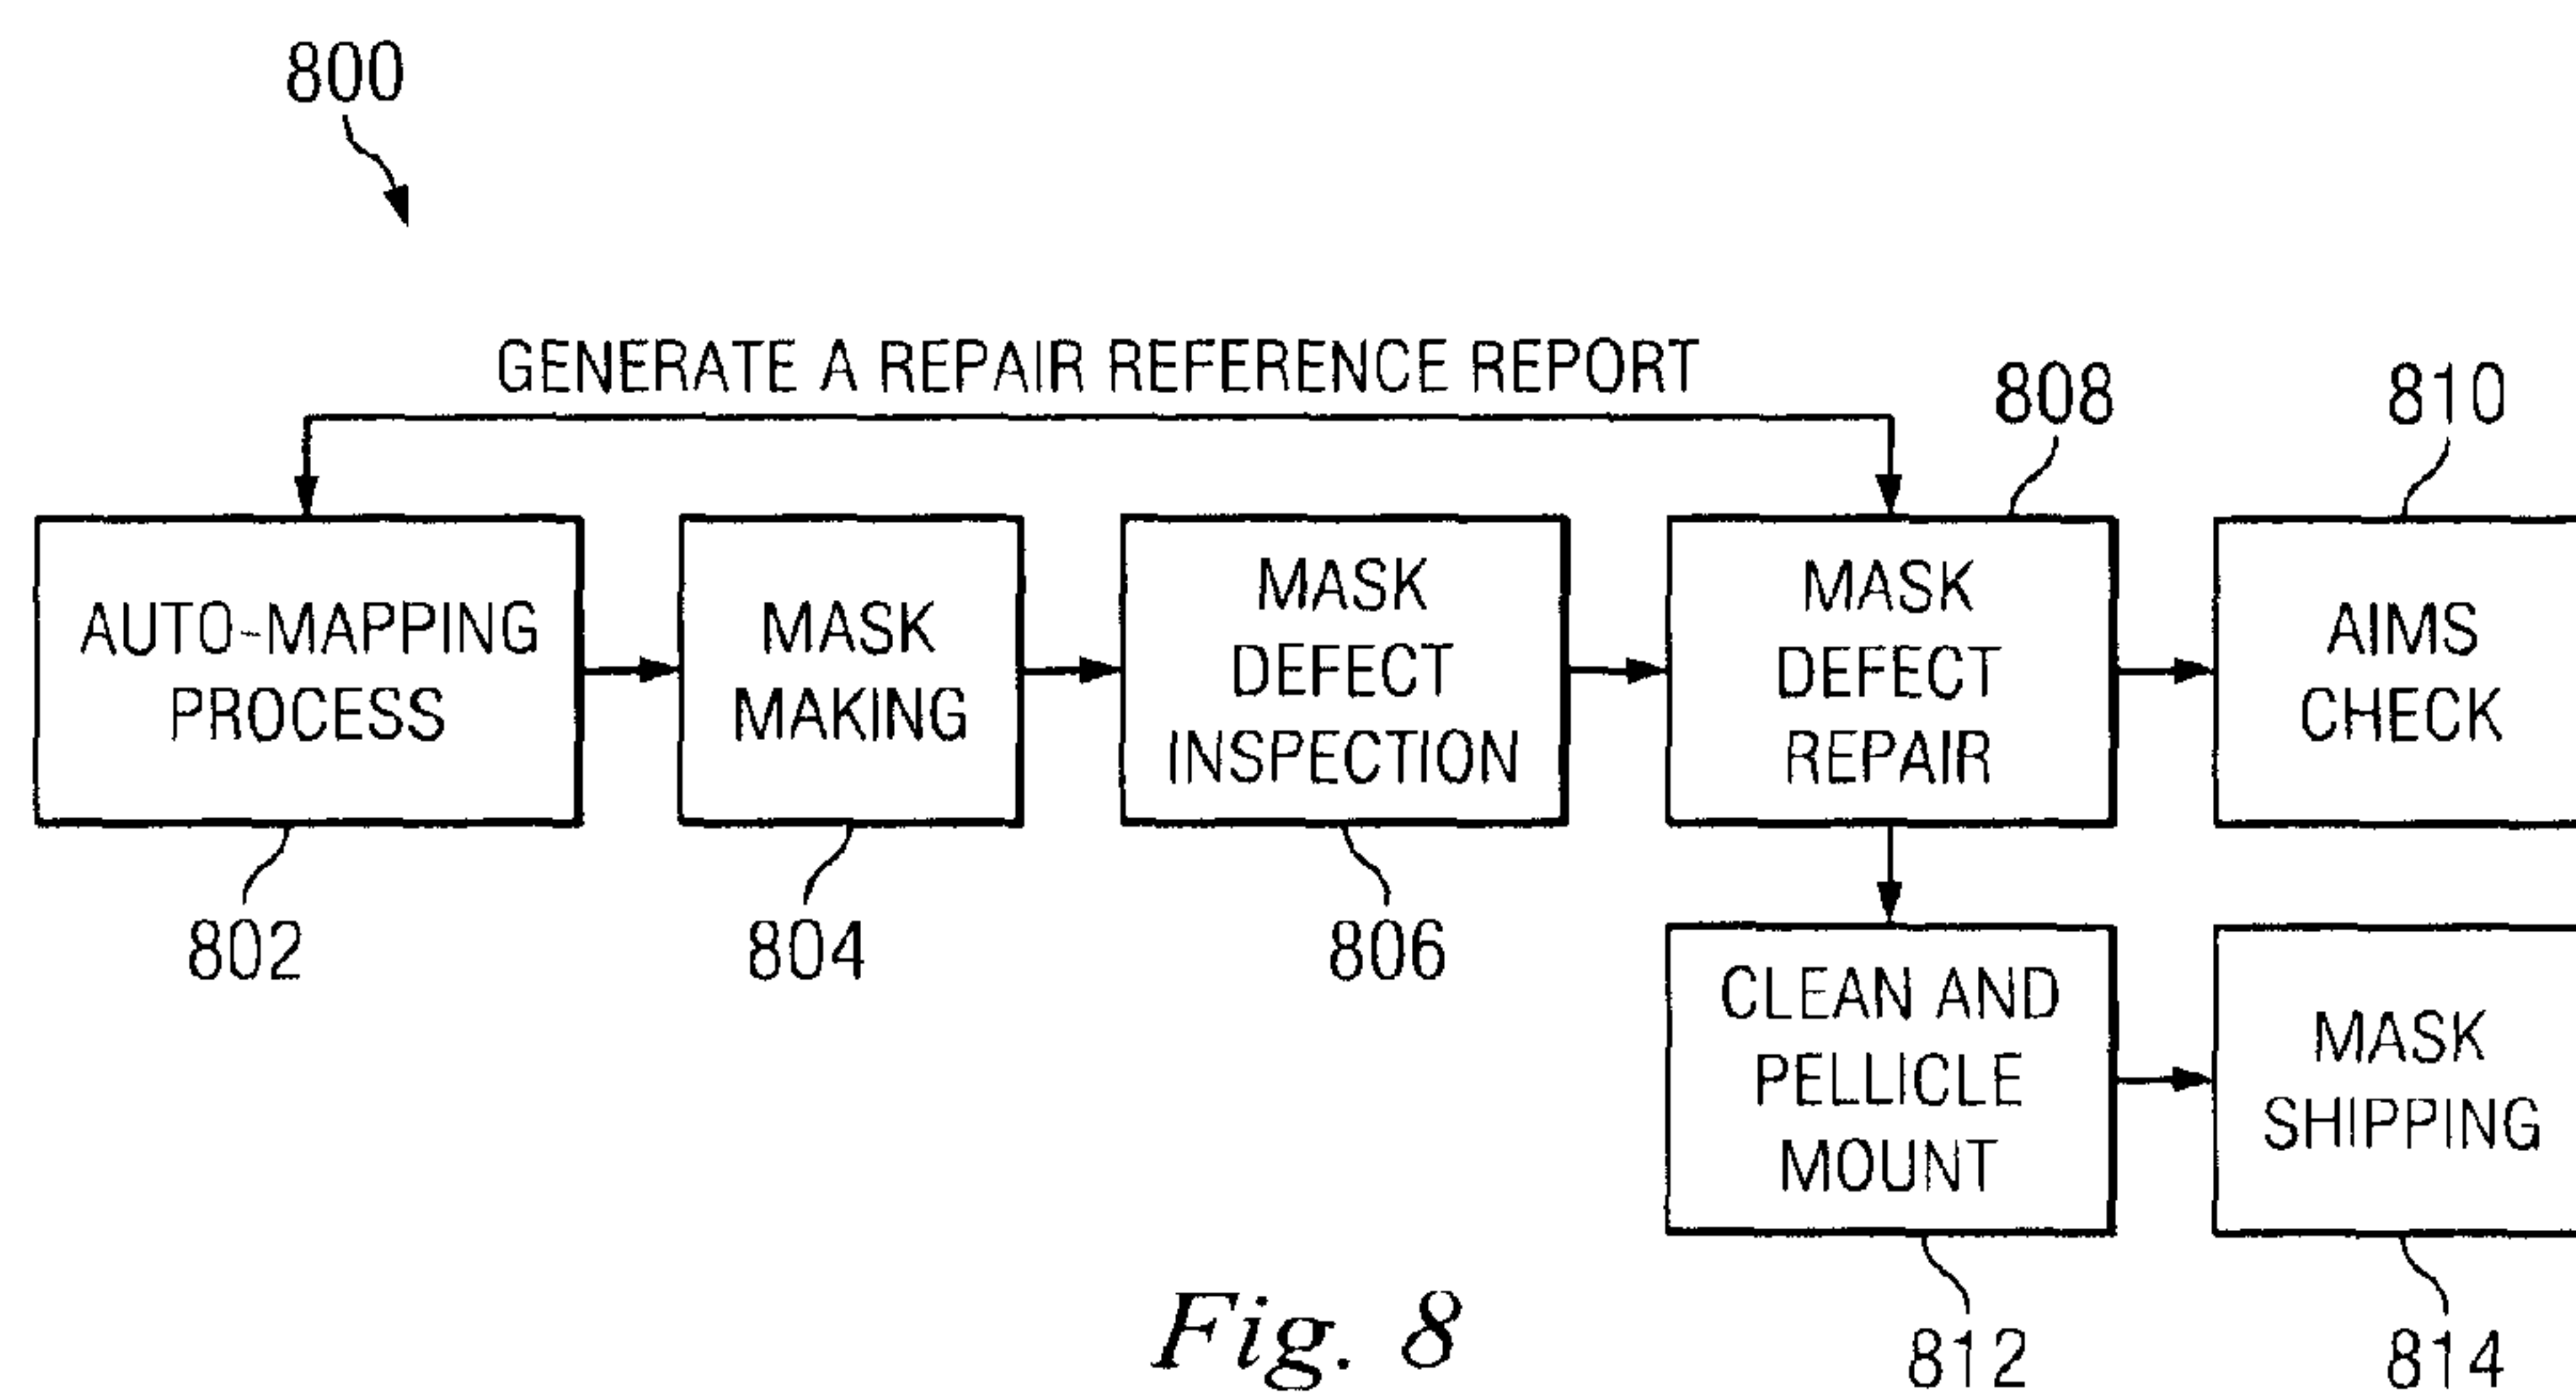 800
GENERATE A REPAIR REFERENCE REPORT
808
810
AUTO-MAPPING
PROCESS
MASK
MAKING
MASK
DEFECT
INSPECTION
MASK
DEFECT
REPAIR
AIMS
CHECK
802
804
806
CLEAN AND
PELLICLE
MOUNT
MASK
SHIPPING
812
814
Fig. 8